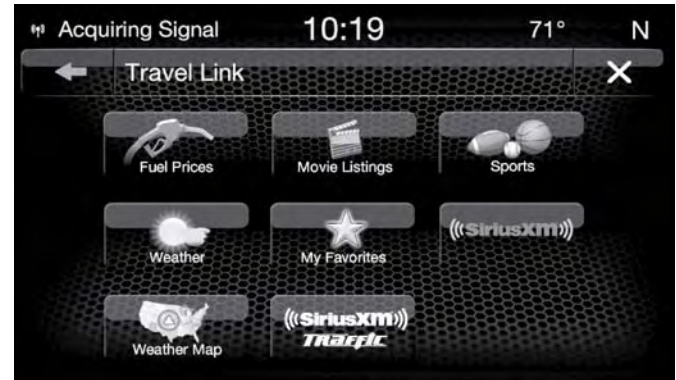 Acquiring Signal 10:19 71° N
Travel Link
Fuel Prices Movie Listings Sports
Weather My Favorites ((SiriusXM))
Weather Map ((SiriusXM))
Traffic